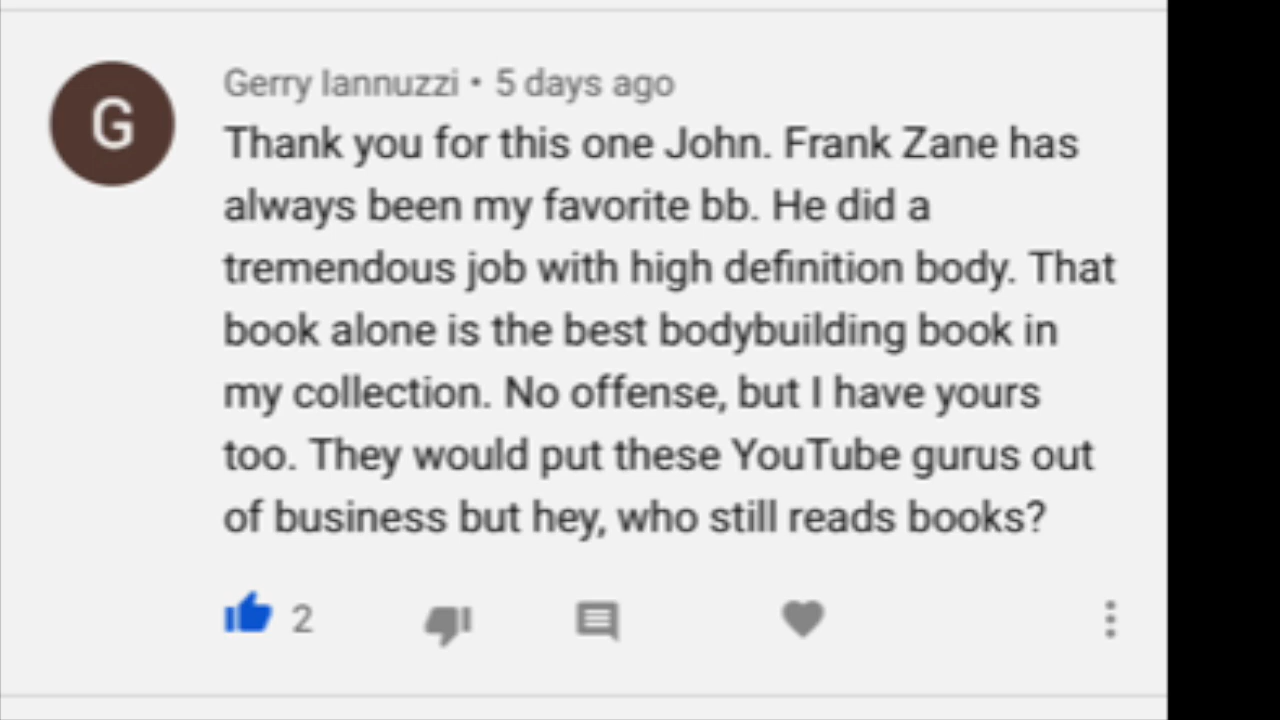 G
Gerry Iannuzzi • 5 days ago
Thank you for this one John. Frank Zane has
always been my favorite bb. He did a
tremendous job with high definition body. That
book alone is the best bodybuilding book in
my collection. No offense, but I have yours
too. They would put these YouTube gurus out
of business but hey, who still reads books?
2